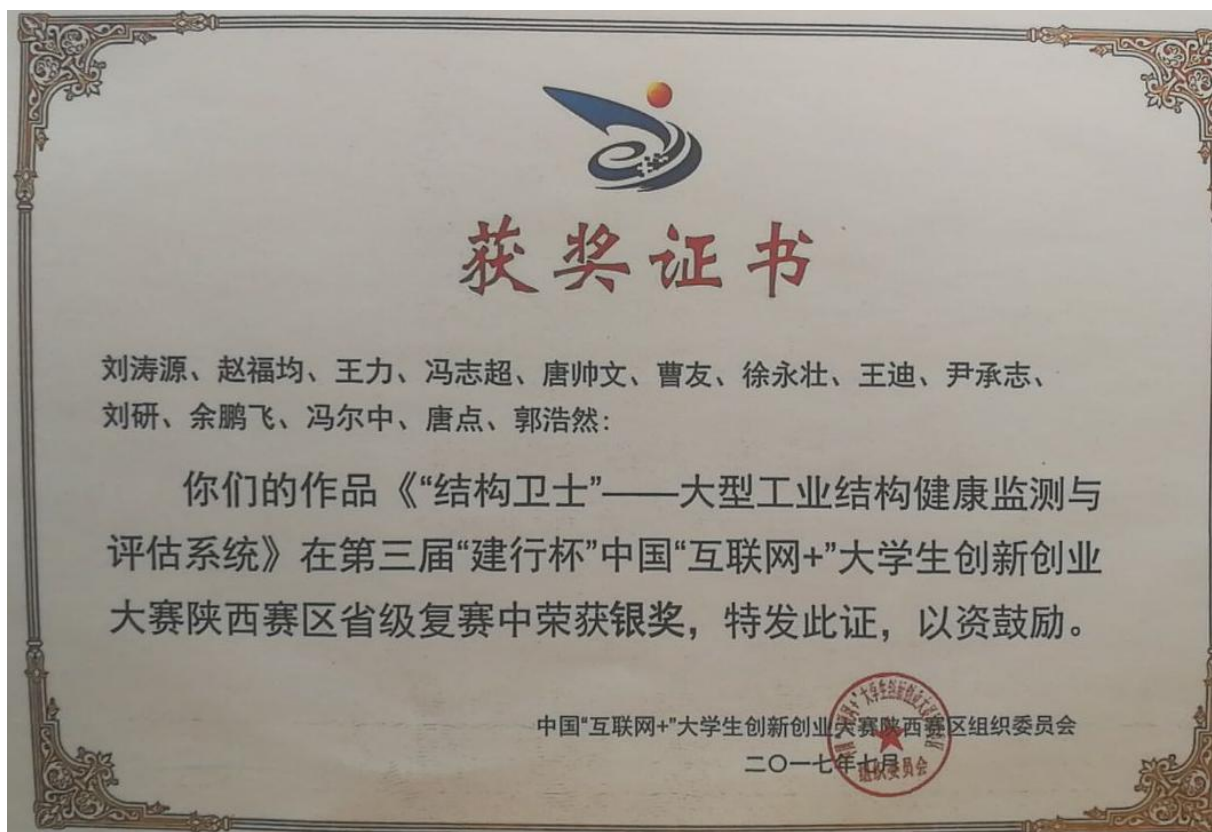 获奖证书
刘涛源、赵福均、王力、冯志超、唐帅文、曹友、徐永壮、王迪、尹承志、
刘研、余鹏飞、冯尔中、唐点、郭浩然：
你们的作品《“结构卫士”——大型工业结构健康监测与
评估系统》在第三届“建行杯”中国“互联网+”大学生创新创业
大赛陕西赛区省级复赛中荣获银奖，特发此证，以资鼓励。
中国“互联网+”大学生创新创业大赛陕西赛区组织委员会
二〇一七年七月
组织委员会